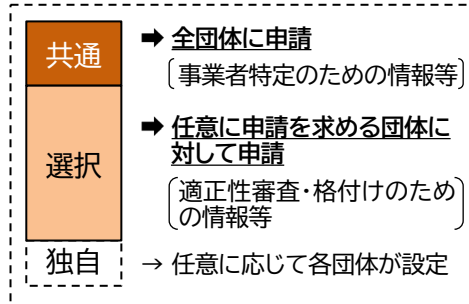 共通
➡ 全団体に申請
〔事業者特定のための情報等〕
選択
➡ 任意に申請を求める団体に
対して申請
〔適正性審査・格付けのため
の情報等〕
独自
→ 任意に応じて各団体が設定